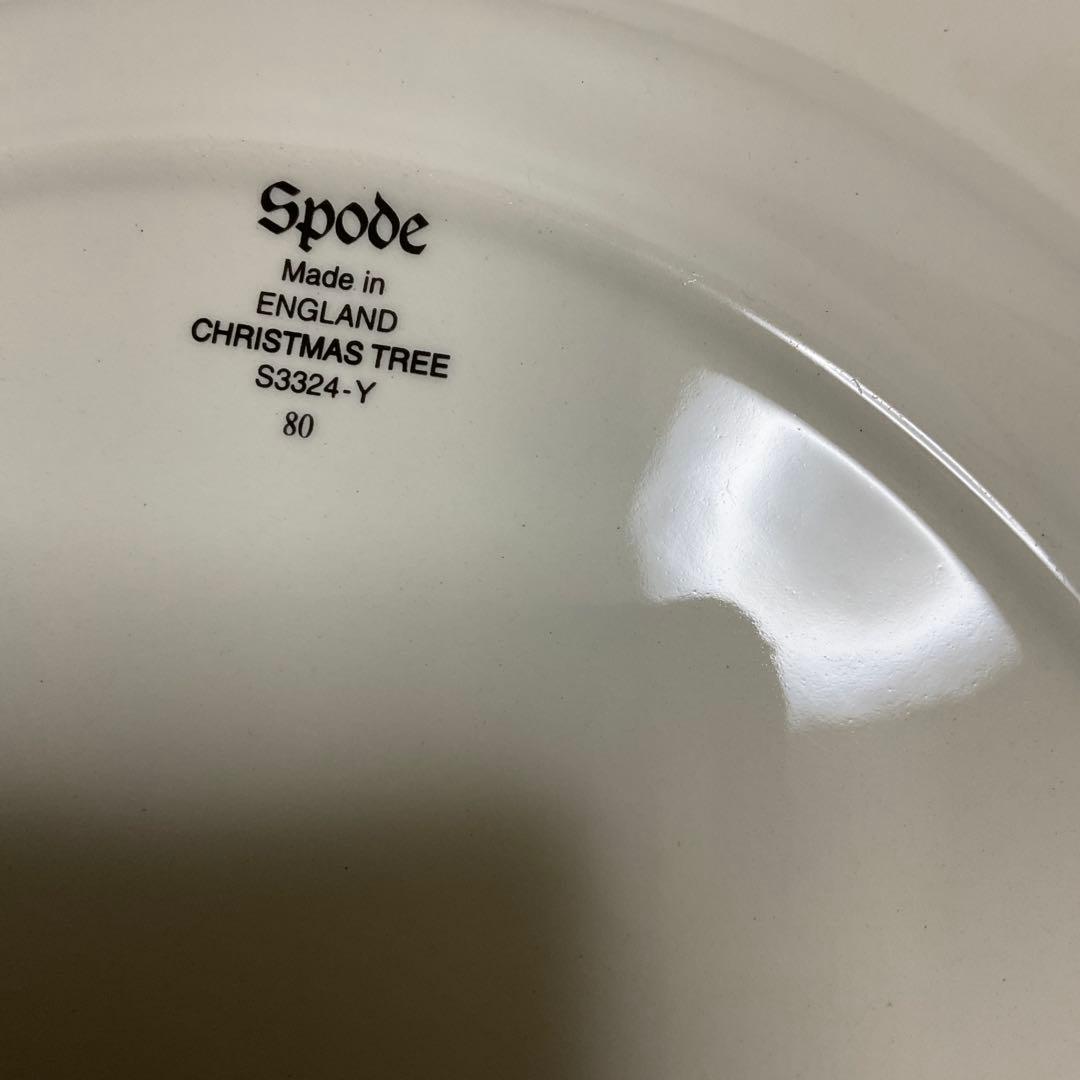 Spode
Made in
ENGLAND
CHRISTMAS TREE
S3324-Y
80